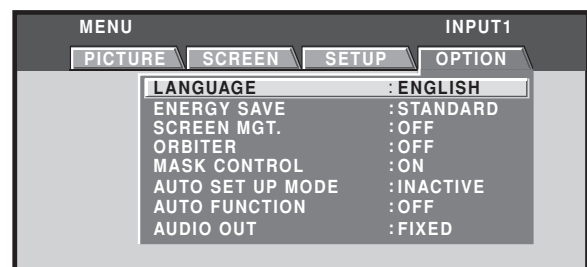 MENU INPUT1
PICTURE SCREEN SETUP OPTION
LANGUAGE :ENGLISH
ENERGY SAVE :STANDARD
SCREEN MGT. :OFF
ORBITER :OFF
MASK CONTROL :ON
AUTO SET UP MODE :INACTIVE
AUTO FUNCTION :OFF
AUDIO OUT :FIXED